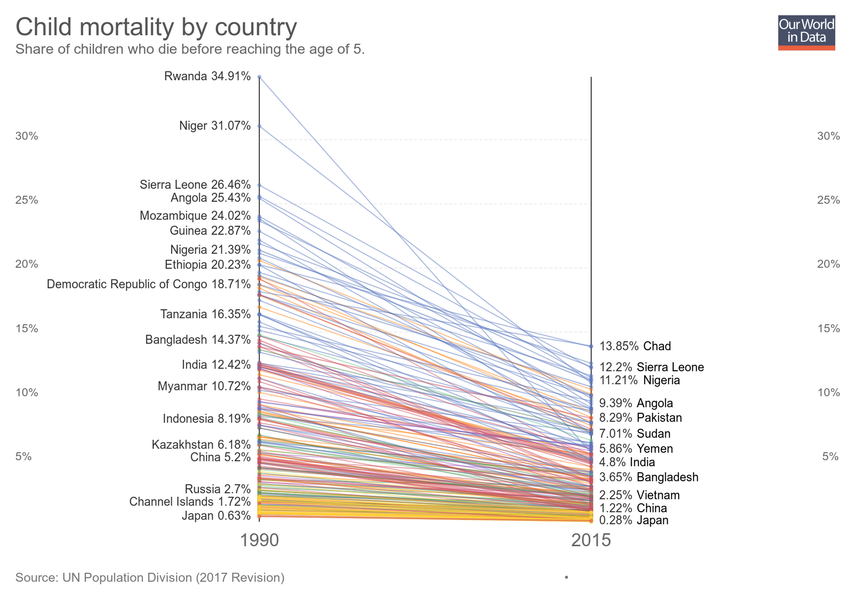 Child mortality by country
Share of children who die before reaching the age of 5.
Our World
in Data
Rwanda 34.91%
30%
Niger 31.07%
30%
25%
Sierra Leone 26.46%
25%
Angola 25.43%
Mozambique 24.02%
Guinea 22.87%
Nigeria 21.39%
20%
Ethiopia 20.23%
20%
Democratic Republic of Congo 18.71%
Tanzania 16.35%
15%
15%
Bangladesh 14.37%
13.85% Chad
India 12.42%
12.2% Sierra Leone
11.21% Nigeria
Myanmar 10.72%
10%
10%
9.39% Angola
Indonesia 8.19%
8.29% Pakistan
7.01% Sudan
Kazakhstan 6.18%
5.86% Yemen
5%
China 5.2%
5%
4.8% India
3.65% Bangladesh
Russia 2.7%
2.25% Vietnam
Channel Islands 1.72%
1.22% China
Japan 0.63%
0.28% Japan
1990
2015
Source: UN Population Division (2017 Revision)